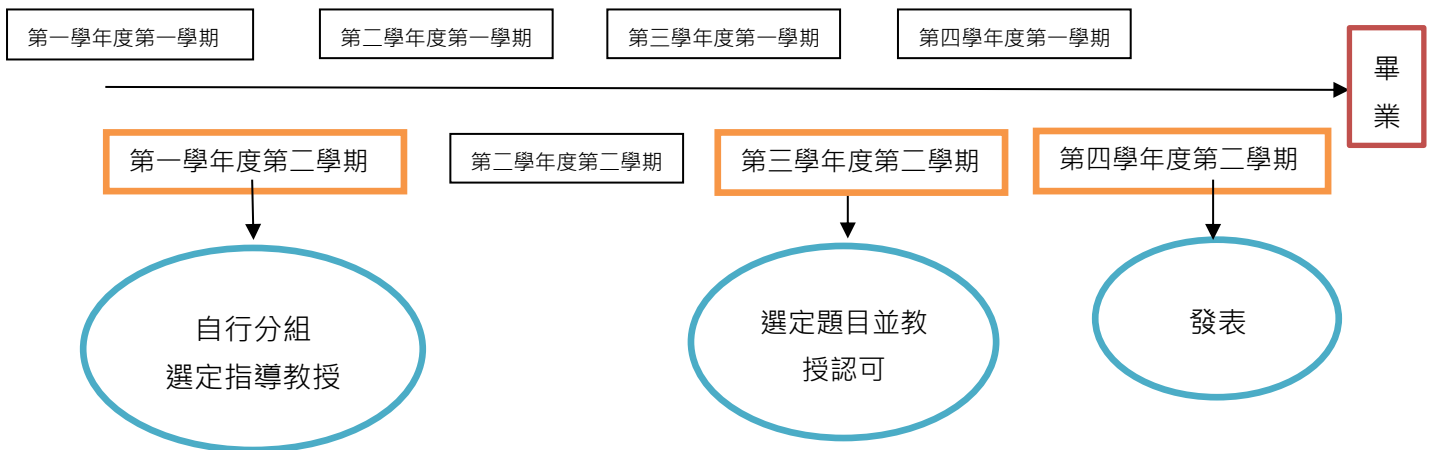 第一學年度第一學期
第二學年度第一學期
第三學年度第一學期
第四學年度第一學期
畢
業
第一學年度第二學期
第二學年度第二學期
第三學年度第二學期
第四學年度第二學期
自行分組
選定指導教授
選定題目並教
授認可
發表